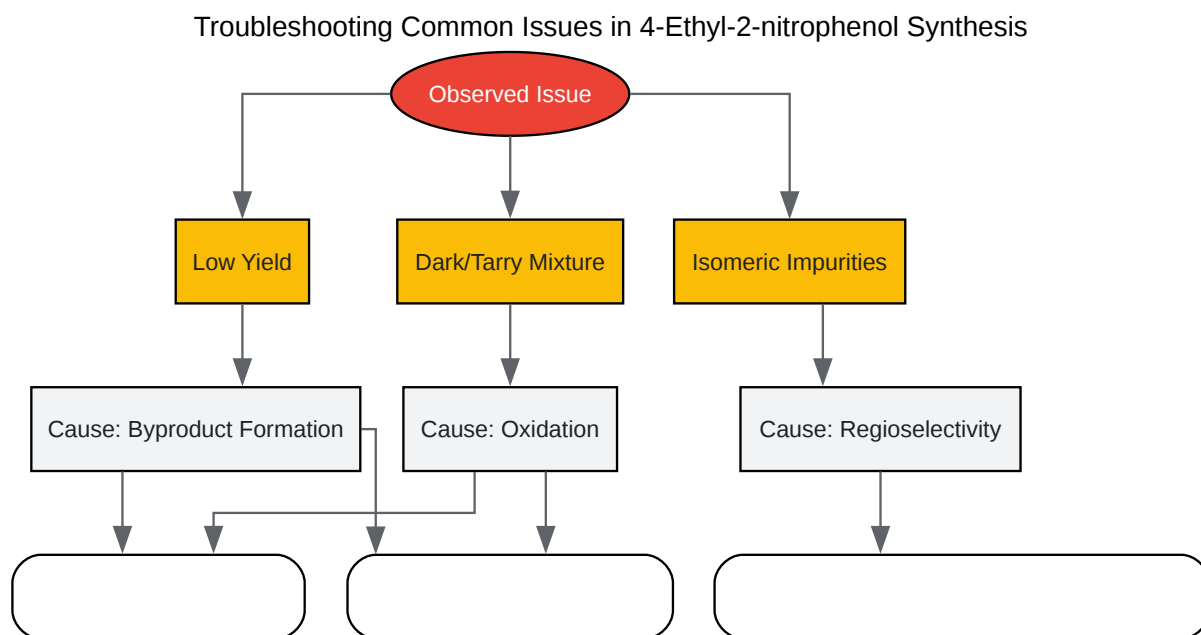 Troubleshooting Common Issues in 4-Ethyl-2-nitrophenol Synthesis
Observed Issue
Low Yield
Dark/Tarry Mixture
Isomeric Impurities
Cause: Byproduct Formation
Cause: Oxidation
Cause: Regioselectivity